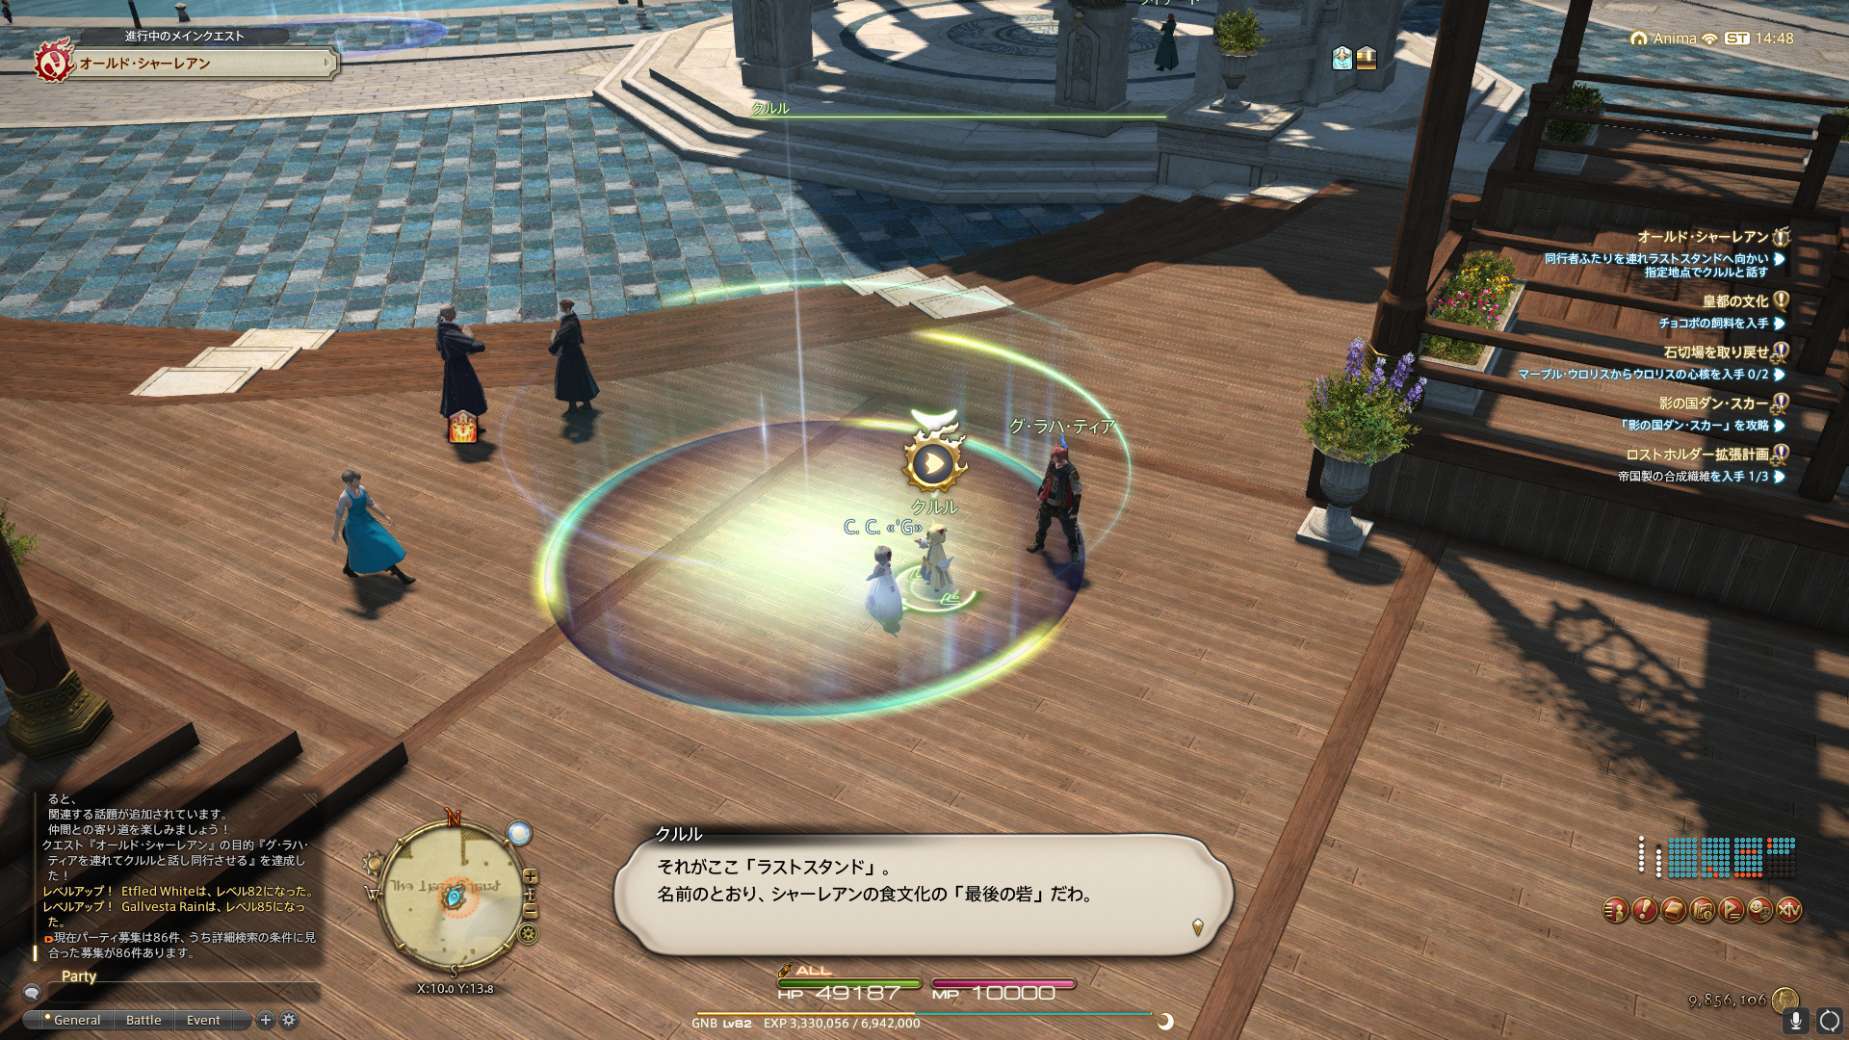 進行中のメインクエスト
オールド・シャーレアン
Anima ST 14:48
クルル
オールド・シャーレアン
同行者ふたりを連れラストスタンドへ向かい
指定地点でクルルと話す
皇都の文化
チョコボの飼料を入手
石切場を取り戻せ
マーブル・ウロリスからウロリスの心核を入手 0/2
影の国ダン・スカー
「影の国ダン・スカー」を攻略
ロストホルダー拡張計画
帝国製の合成繊維を入手 1/3
グ・ラハ・ティア
クルル
C. C. «'G»
ると、
関連する話題が追加されています。
仲間との寄り道を楽しみましょう！
クエスト『オールド・シャーレアン』の目的『グ・ラハ・
ティアを連れてクルルと話し同行させる』を達成し
た！
レベルアップ！ Etfled Whiteは、レベル82になった。
レベルアップ！ Gallvesta Rainは、レベル85になっ
た。
現在パーティ募集は86件、うち詳細検索の条件に見
合った募集が86件あります。
Party
General Battle Event
N
S
X:10.0 Y:13.8
クルル
それがここ「ラストスタンド」。
名前のとおり、シャーレアンの食文化の「最後の砦」だわ。
ALL
HP 49187 MP 10000
GNB Lv82 EXP 3,330,056 / 6,942,000
XIV
9,856,106